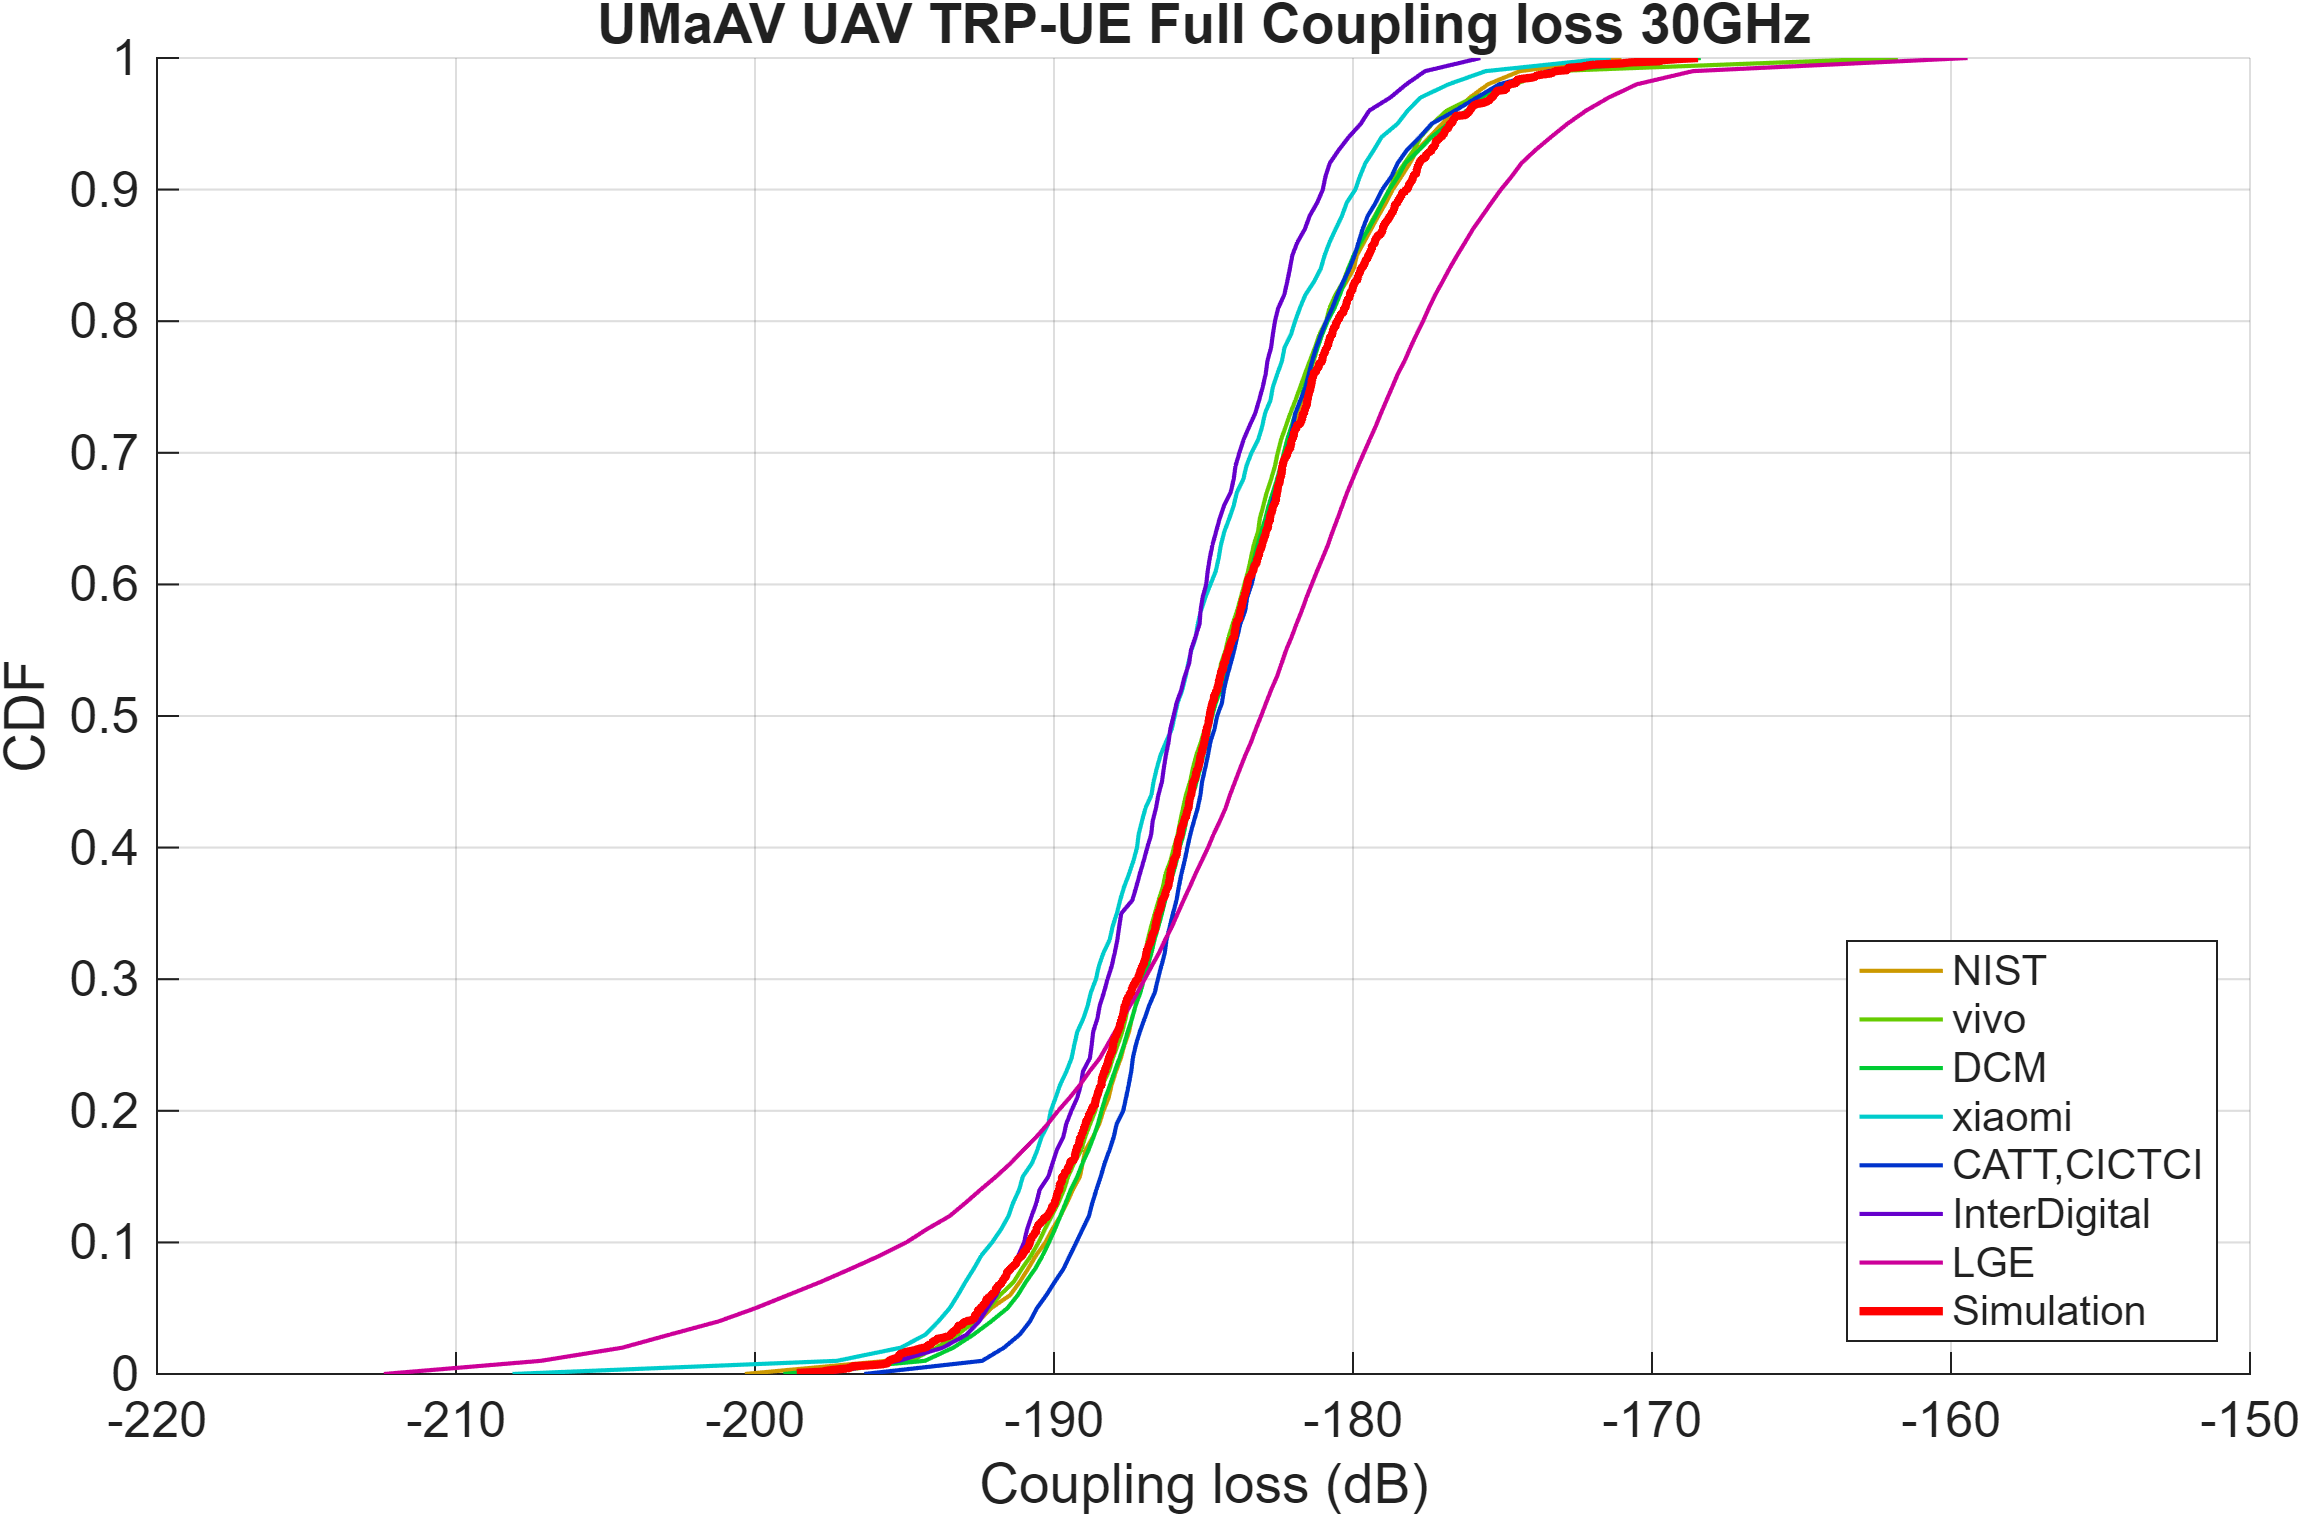 UMaAV UAV TRP-UE Full Coupling loss 30GHz
1
0.9
0.8
0.7
0.6
0.5
0.4
0.3
0.2
0.1
0
CDF
-220 -210 -200 -190 -180 -170 -160 -150
Coupling loss (dB)
NIST
vivo
DCM
xiaomi
CATT,CICTCI
InterDigital
LGE
Simulation